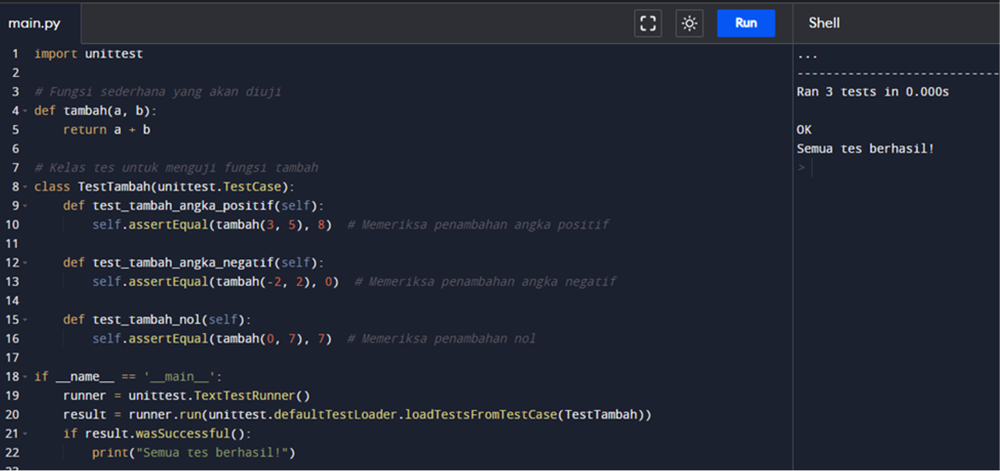 main.py
Run
Shell
1 import unittest
2
3 # Fungsi sederhana yang akan diuji
4 def tambah(a, b):
5     return a + b
6
7 # Kelas tes untuk menguji fungsi tambah
8 class TestTambah(unittest.TestCase):
9     def test_tambah_angka_positif(self):
10         self.assertEqual(tambah(3, 5), 8)  # Memeriksa penambahan angka positif
11
12     def test_tambah_angka_negatif(self):
13         self.assertEqual(tambah(-2, 2), 0)  # Memeriksa penambahan angka negatif
14
15     def test_tambah_nol(self):
16         self.assertEqual(tambah(0, 7), 7)  # Memeriksa penambahan nol
17
18 if __name__ == '__main__':
19     runner = unittest.TextTestRunner()
20     result = runner.run(unittest.defaultTestLoader.loadTestsFromTestCase(TestTambah))
21     if result.wasSuccessful():
22         print("Semua tes berhasil!")
...
----------------------------
Ran 3 tests in 0.000s
OK
Semua tes berhasil!
>